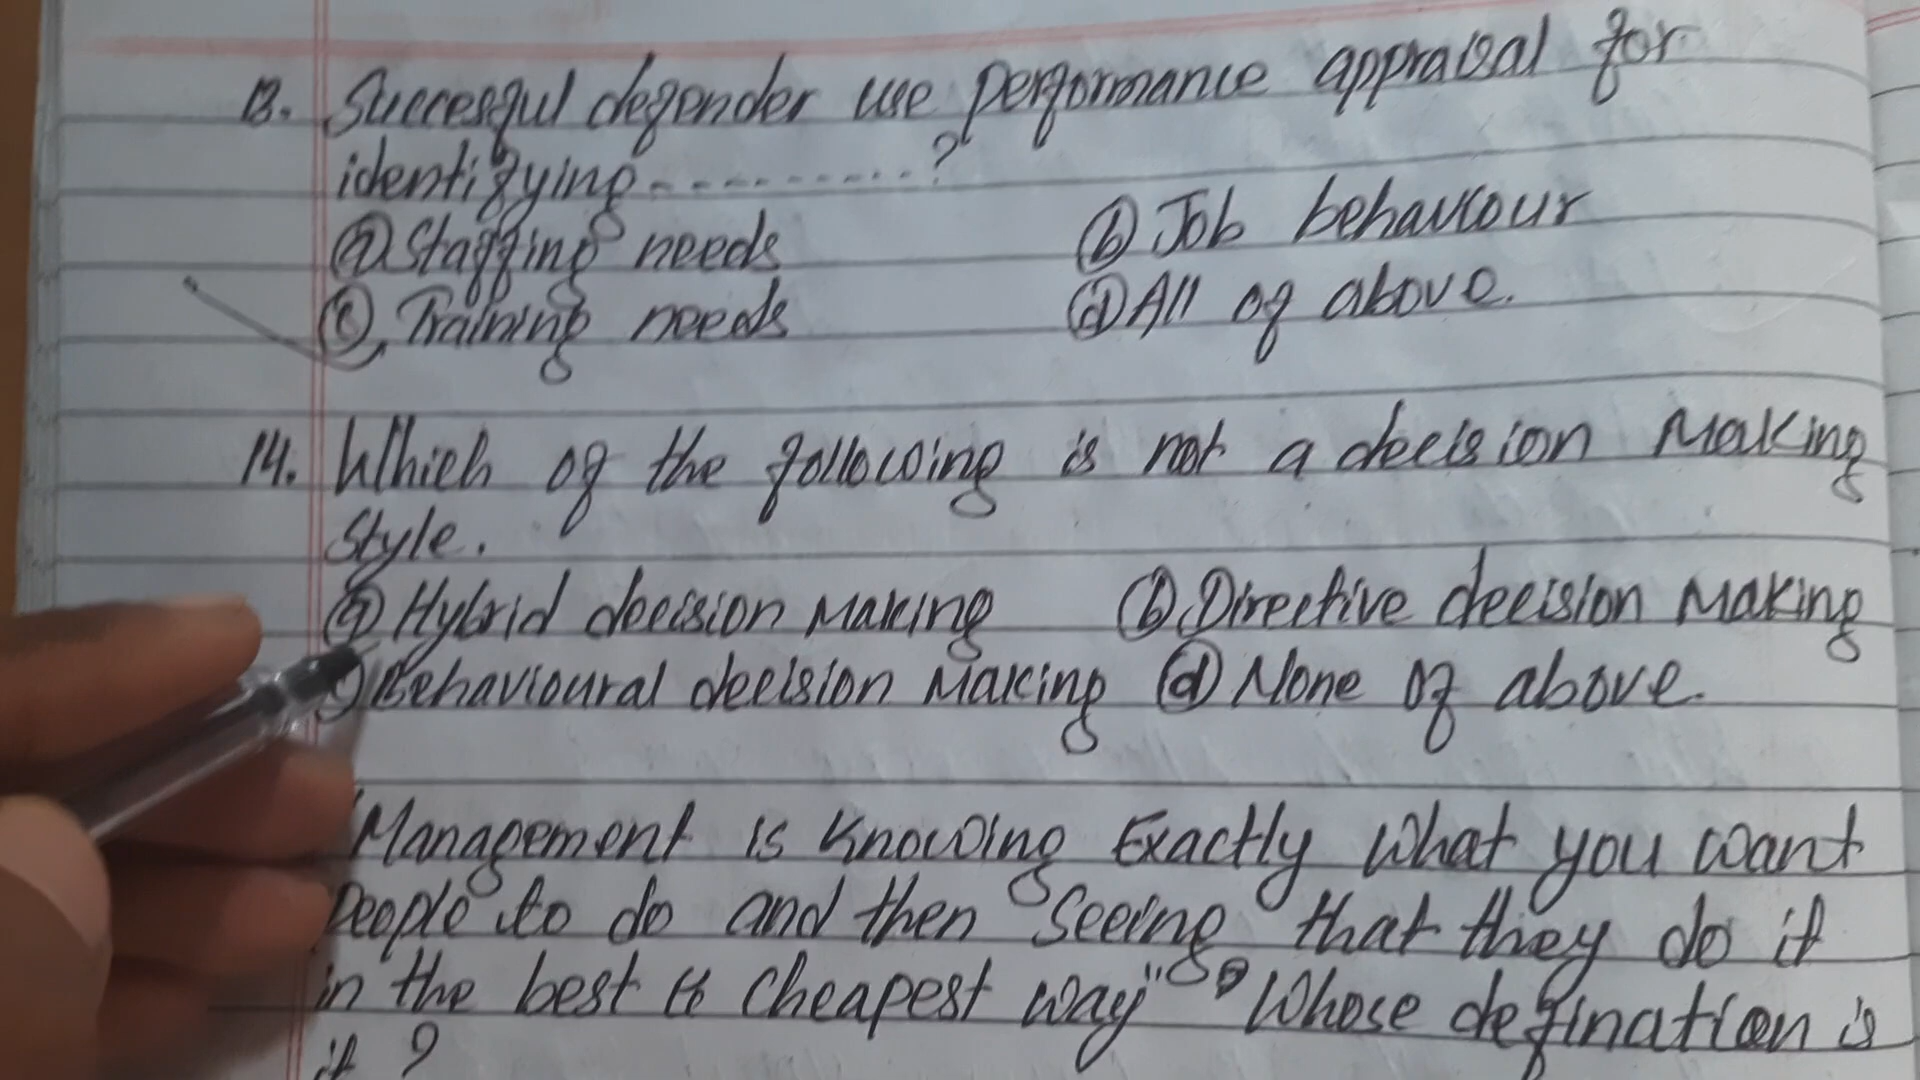 13. Succesful defender use performance appraisal for
identifying..........?
(a) Staffing needs (b) Job behaviour
(c) Training needs (d) All of above.
14. Which of the following is not a decision Making
Style.
(a) Hybrid decision Making (b) Directive decision Making
(c) Behavioural decision Making (d) None of above.
"Management is knowing Exactly what you want
people to do and then seeing that they do it
in the best & cheapest way" Whose defination is
it ?